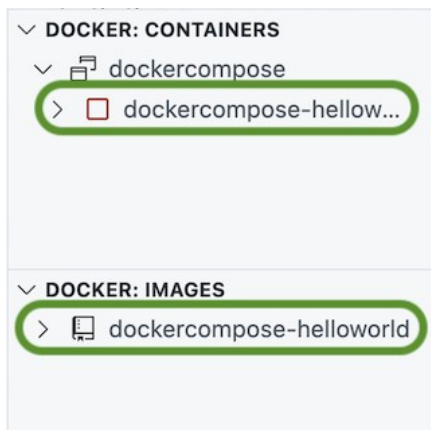 DOCKER: CONTAINERS
dockercompose
dockercompose-hellow...
DOCKER: IMAGES
dockercompose-helloworld